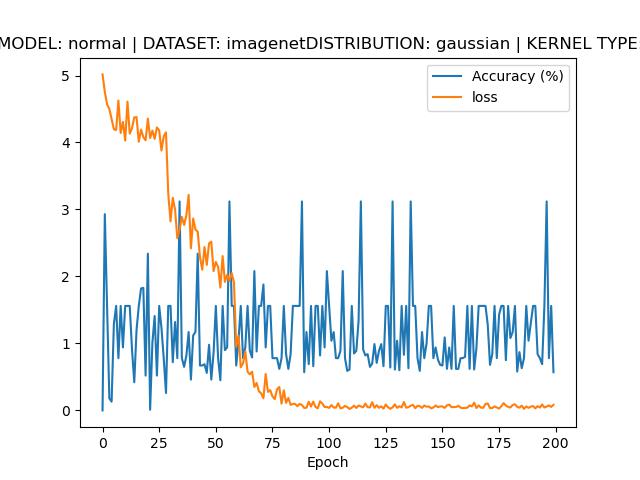 MODEL: normal | DATASET: imagenetDISTRIBUTION: gaussian | KERNEL TYPE
Accuracy (%)
loss
5
4
3
2
1
0
0 25 50 75 100 125 150 175 200
Epoch